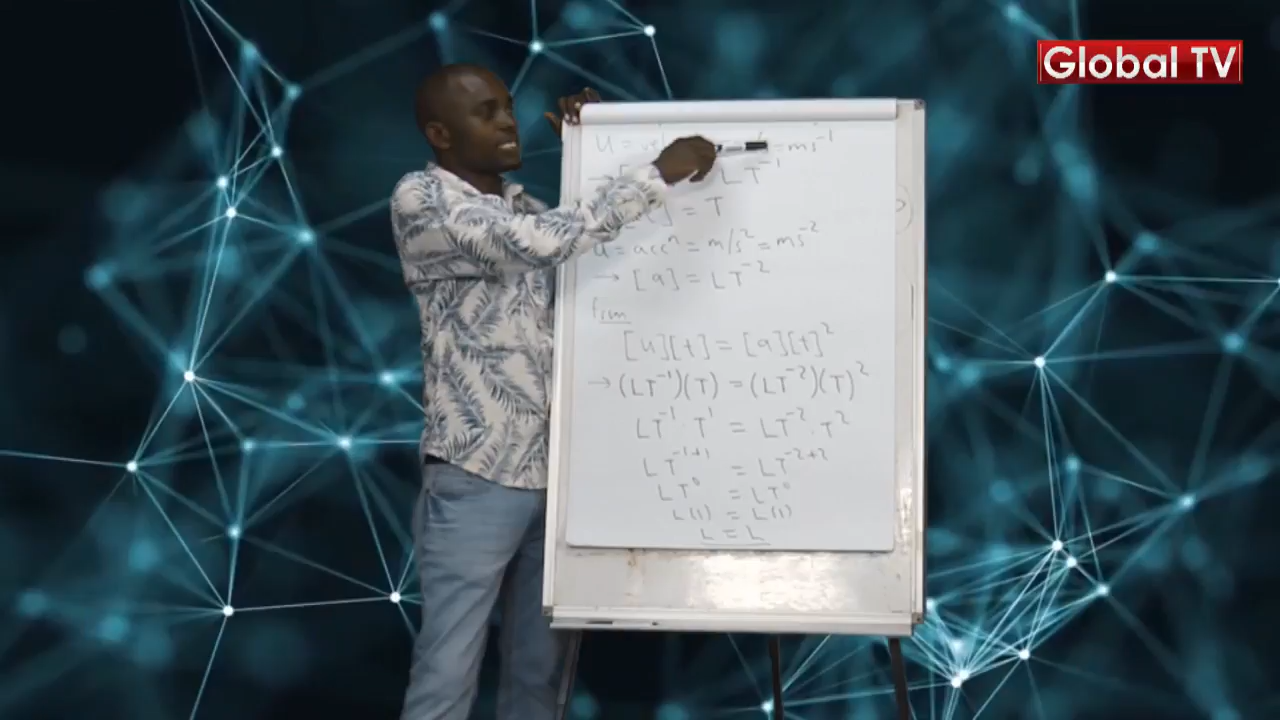 Global TV
U = = ms⁻¹
→ [ LT⁻¹
] = T
a = accⁿ = m/s² = ms⁻²
→ [a] = LT⁻²
from
[u][t] = [a][t]²
→ (LT⁻¹)(T) = (LT⁻²)(T)²
LT⁻¹ T¹ = LT⁻² . T²
LT⁻¹⁺¹ = LT⁻²⁺²
LT⁰ = LT⁰
L(1) = L(1)
L = L